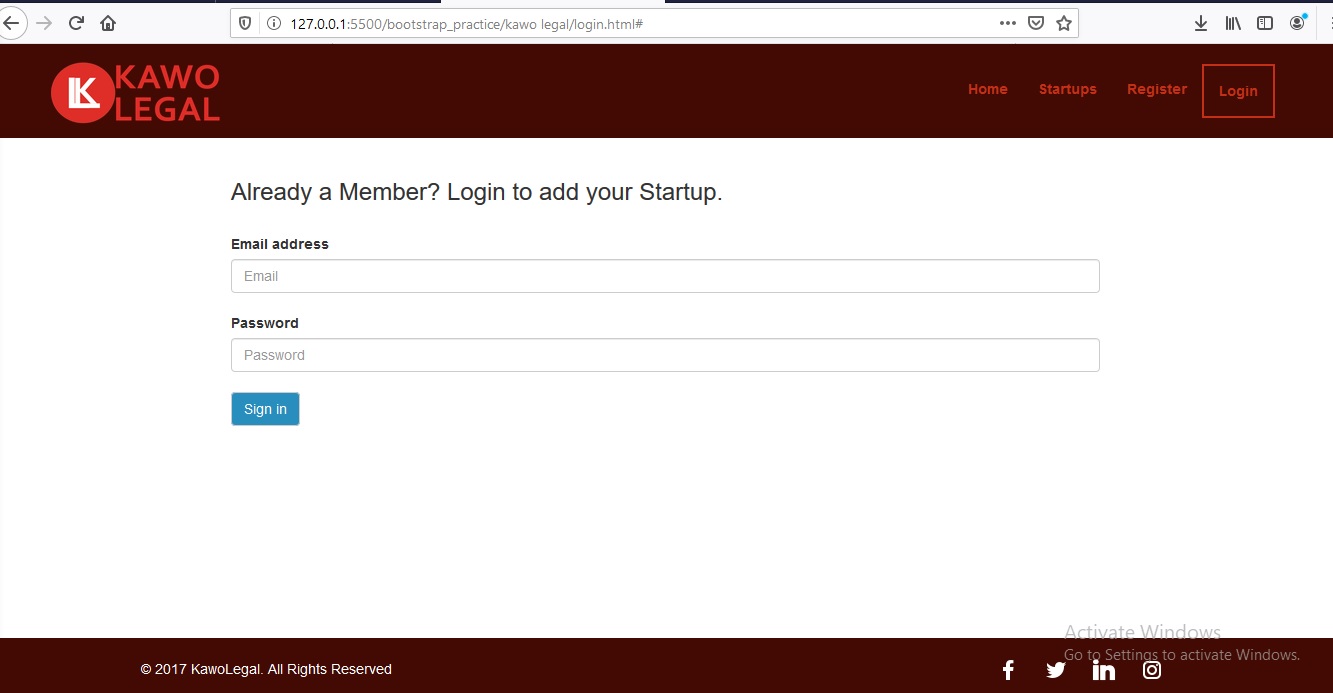 127.0.0.1:5500/bootstrap_practice/kawo legal/login.html#
KAWO
LEGAL
Home
Startups
Register
Login
Already a Member? Login to add your Startup.
Email address
Email
Password
Password
Sign in
Activate Windows
Go to Settings to activate Windows.
© 2017 KawoLegal. All Rights Reserved